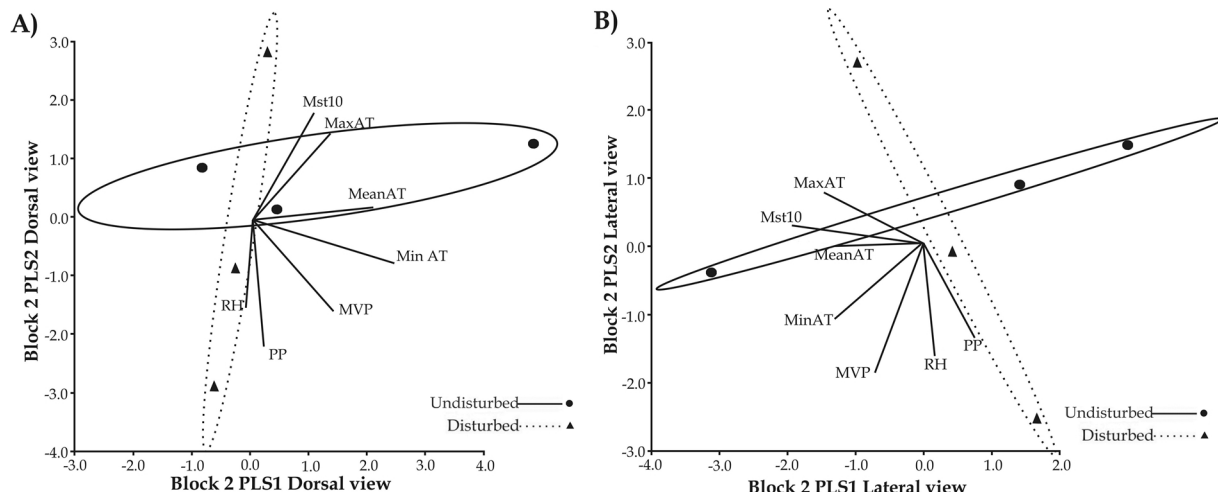 A)
3.0
2.0
1.0
0.0
-1.0
-2.0
-3.0
-4.0
Block 2 PLS2 Dorsal view
Mst10
MaxAT
MeanAT
Min AT
MVP
RH
PP
Undisturbed
Disturbed
-3.0 -1.0 0.0 1.0 2.0 4.0
Block 2 PLS1 Dorsal view
B)
3.0
2.0
1.0
0.0
-1.0
-2.0
-3.0
Block 2 PLS2 Lateral view
MaxAT
Mst10
MeanAT
MinAT
MVP
RH
PP
Undisturbed
Disturbed
-4.0 -3.0 -2.0 -1.0 0.0 1.0 2.0
Block 2 PLS1 Lateral view